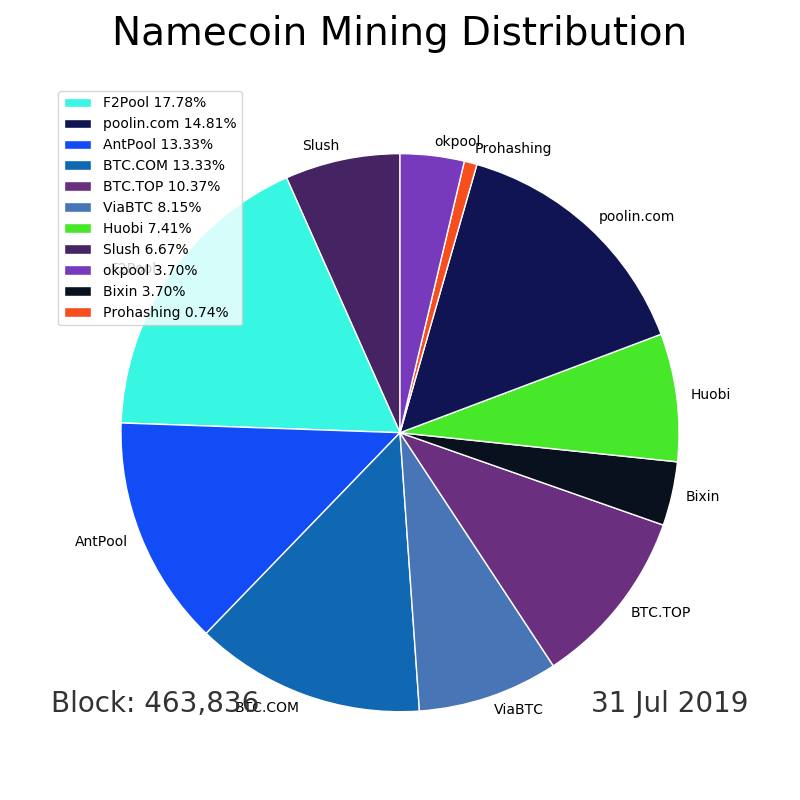 Namecoin Mining Distribution
F2Pool 17.78%
poolin.com 14.81%
AntPool 13.33%
BTC.COM 13.33%
BTC.TOP 10.37%
ViaBTC 8.15%
Huobi 7.41%
Slush 6.67%
okpool 3.70%
Bixin 3.70%
Prohashing 0.74%
Slush
okpool
Prohashing
poolin.com
F2Pool
Huobi
Bixin
AntPool
BTC.TOP
Block: 463,836
BTC.COM
ViaBTC
31 Jul 2019